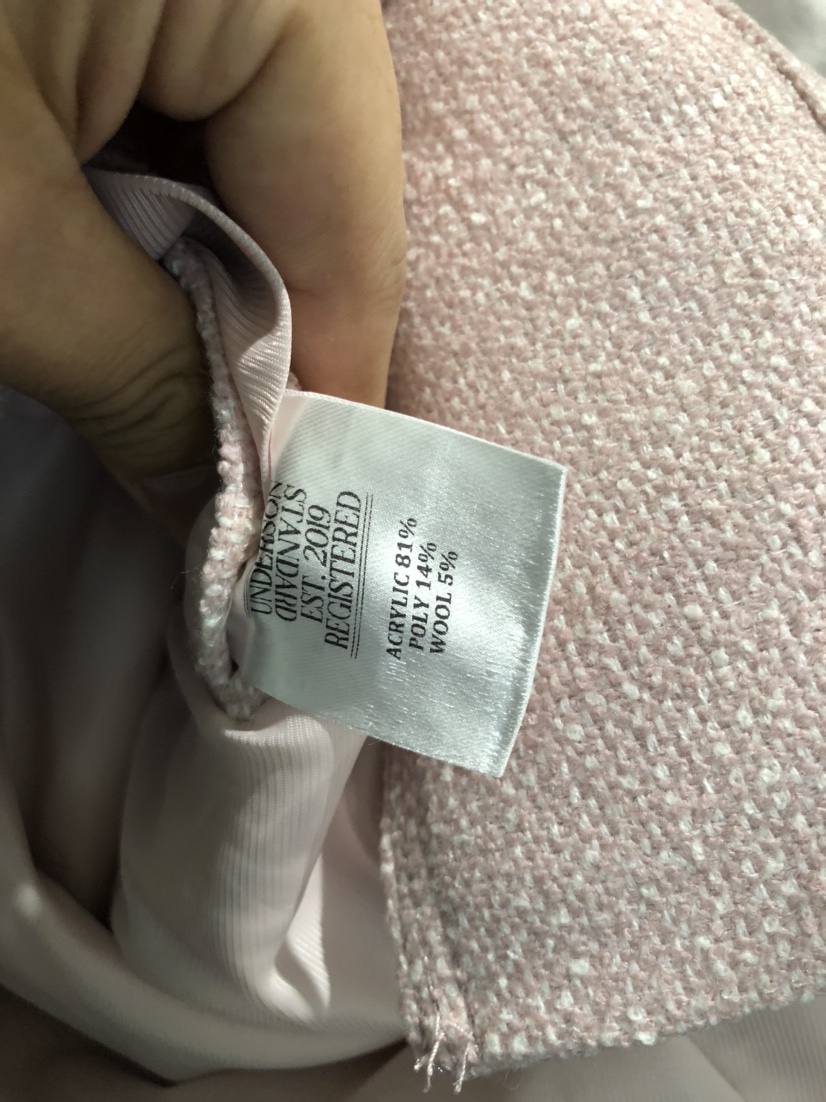 UNDERSON
STANDARD
EST. 2019
REGISTERED
ACRYLIC 81%
POLY 14%
WOOL 5%